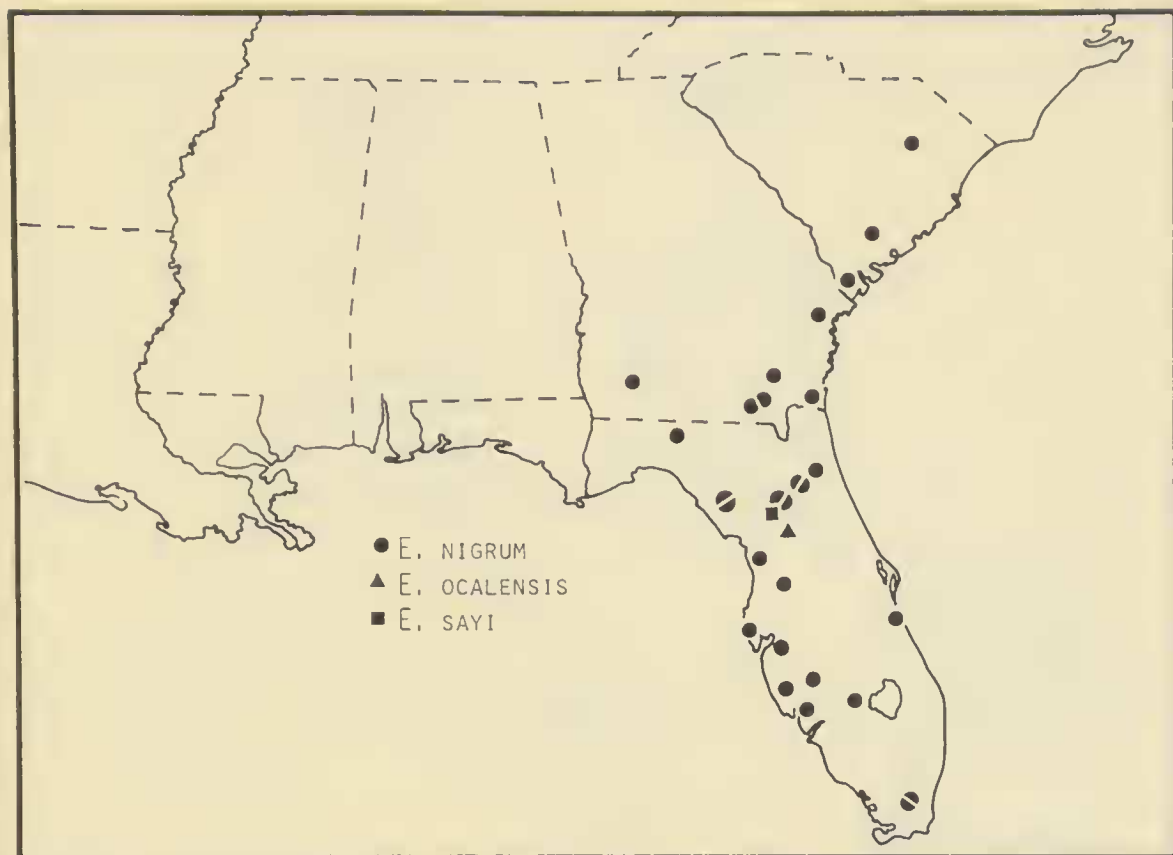 ● E. NIGRUM
▲ E. OCALENSIS
■ E. SAYI